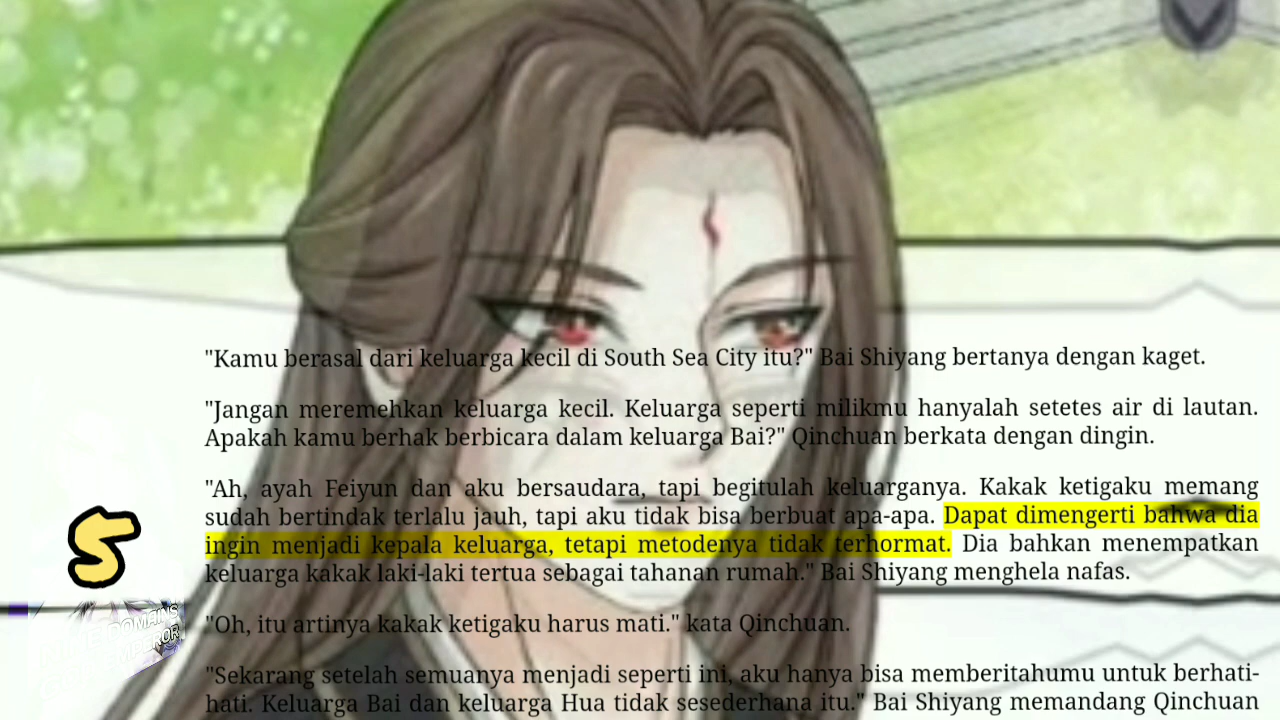 "Kamu berasal dari keluarga kecil di South Sea City itu?" Bai Shiyang bertanya dengan kaget.
"Jangan meremehkan keluarga kecil. Keluarga seperti milikmu hanyalah setetes air di lautan.
Apakah kamu berhak berbicara dalam keluarga Bai?" Qinchuan berkata dengan dingin.
"Ah, ayah Feiyun dan aku bersaudara, tapi begitulah keluarganya. Kakak ketigaku memang
sudah bertindak terlalu jauh, tapi aku tidak bisa berbuat apa-apa. Dapat dimengerti bahwa dia
ingin menjadi kepala keluarga, tetapi metodenya tidak terhormat. Dia bahkan menempatkan
keluarga kakak laki-laki tertua sebagai tahanan rumah." Bai Shiyang menghela nafas.
S
DOMAINS
EMPEROR
"Oh, itu artinya kakak ketigaku harus mati." kata Qinchuan.
"Sekarang setelah semuanya menjadi seperti ini, aku hanya bisa memberitahumu untuk berhati-
hati. Keluarga Bai dan keluarga Hua tidak sesederhana itu." Bai Shiyang memandang Qinchuan